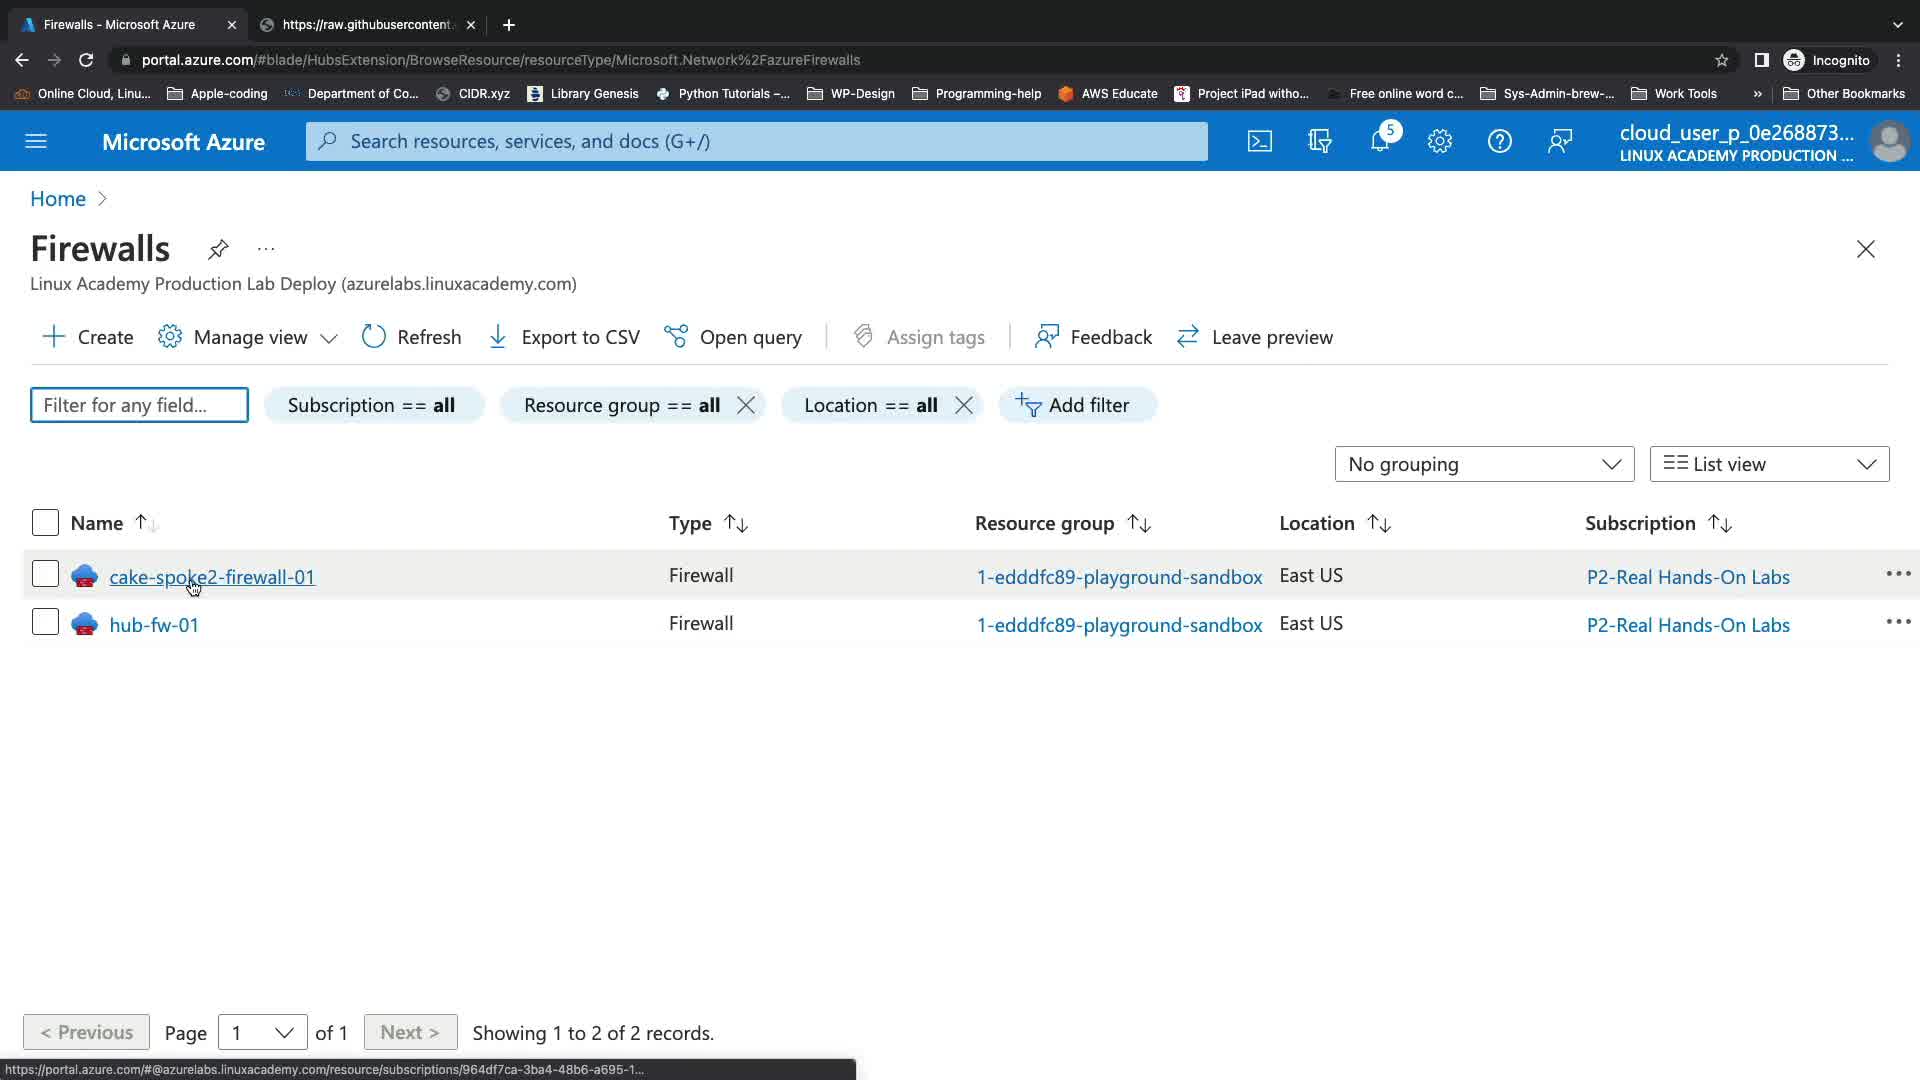 Firewalls - Microsoft Azure
https://raw.githubusercontent.
portal.azure.com/#blade/HubsExtension/BrowseResource/resourceType/Microsoft.Network%2FazureFirewalls
Incognito
Online Cloud, Linu... Apple-coding Department of Co... CIDR.xyz Library Genesis Python Tutorials –... WP-Design Programming-help AWS Educate Project iPad witho... Free online word c... Sys-Admin-brew-... Work Tools » Other Bookmarks
Microsoft Azure
Search resources, services, and docs (G+/)
5
cloud_user_p_0e268873...
LINUX ACADEMY PRODUCTION ...
Home >
Firewalls ...
Linux Academy Production Lab Deploy (azurelabs.linuxacademy.com)
Create Manage view Refresh Export to CSV Open query Assign tags Feedback Leave preview
Filter for any field... Subscription == all Resource group == all Location == all Add filter
No grouping List view
Name Type Resource group Location Subscription
cake-spoke2-firewall-01 Firewall 1-edddfc89-playground-sandbox East US P2-Real Hands-On Labs ...
hub-fw-01 Firewall 1-edddfc89-playground-sandbox East US P2-Real Hands-On Labs ...
< Previous Page 1 of 1 Next > Showing 1 to 2 of 2 records.
https://portal.azure.com/#@azurelabs.linuxacademy.com/resource/subscriptions/964df7ca-3ba4-48b6-a695-1...